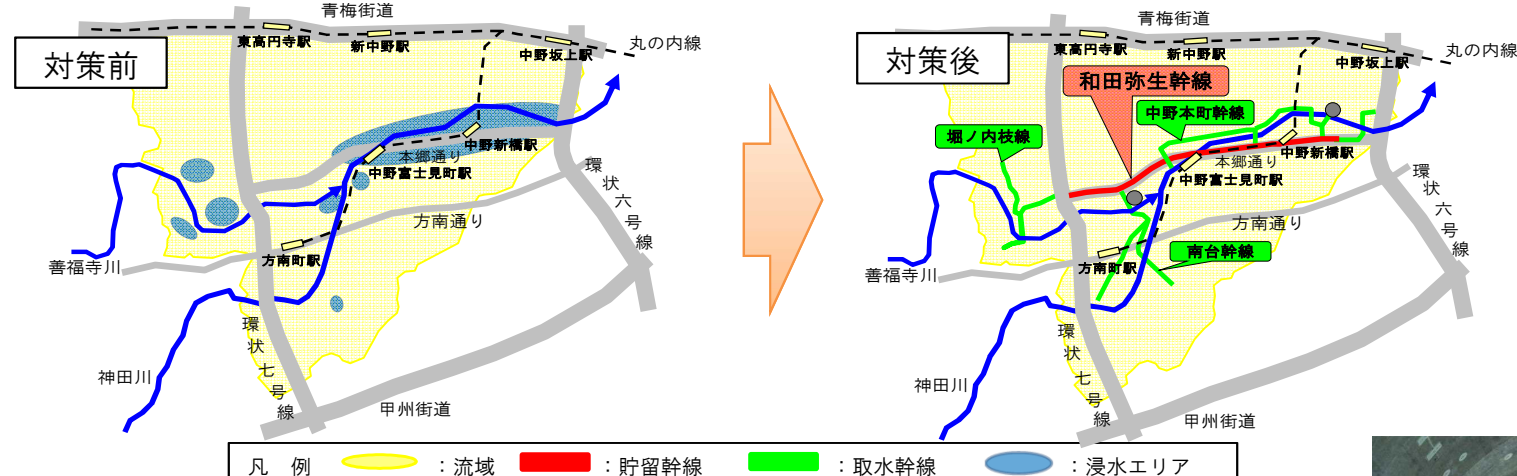 対策前
青梅街道
東高円寺駅
新中野駅
中野坂上駅
丸の内線
中野新橋駅
本郷通り
中野富士見町駅
方南通り
方南町駅
善福寺川
環状六号線
環状七号線
神田川
甲州街道
対策後
青梅街道
東高円寺駅
新中野駅
中野坂上駅
丸の内線
和田弥生幹線
中野本町幹線
堀ノ内枝線
本郷通り
中野新橋駅
中野富士見町駅
方南通り
南台幹線
方南町駅
善福寺川
環状六号線
環状七号線
神田川
甲州街道
凡 例 :流域 :貯留幹線 :取水幹線 :浸水エリア